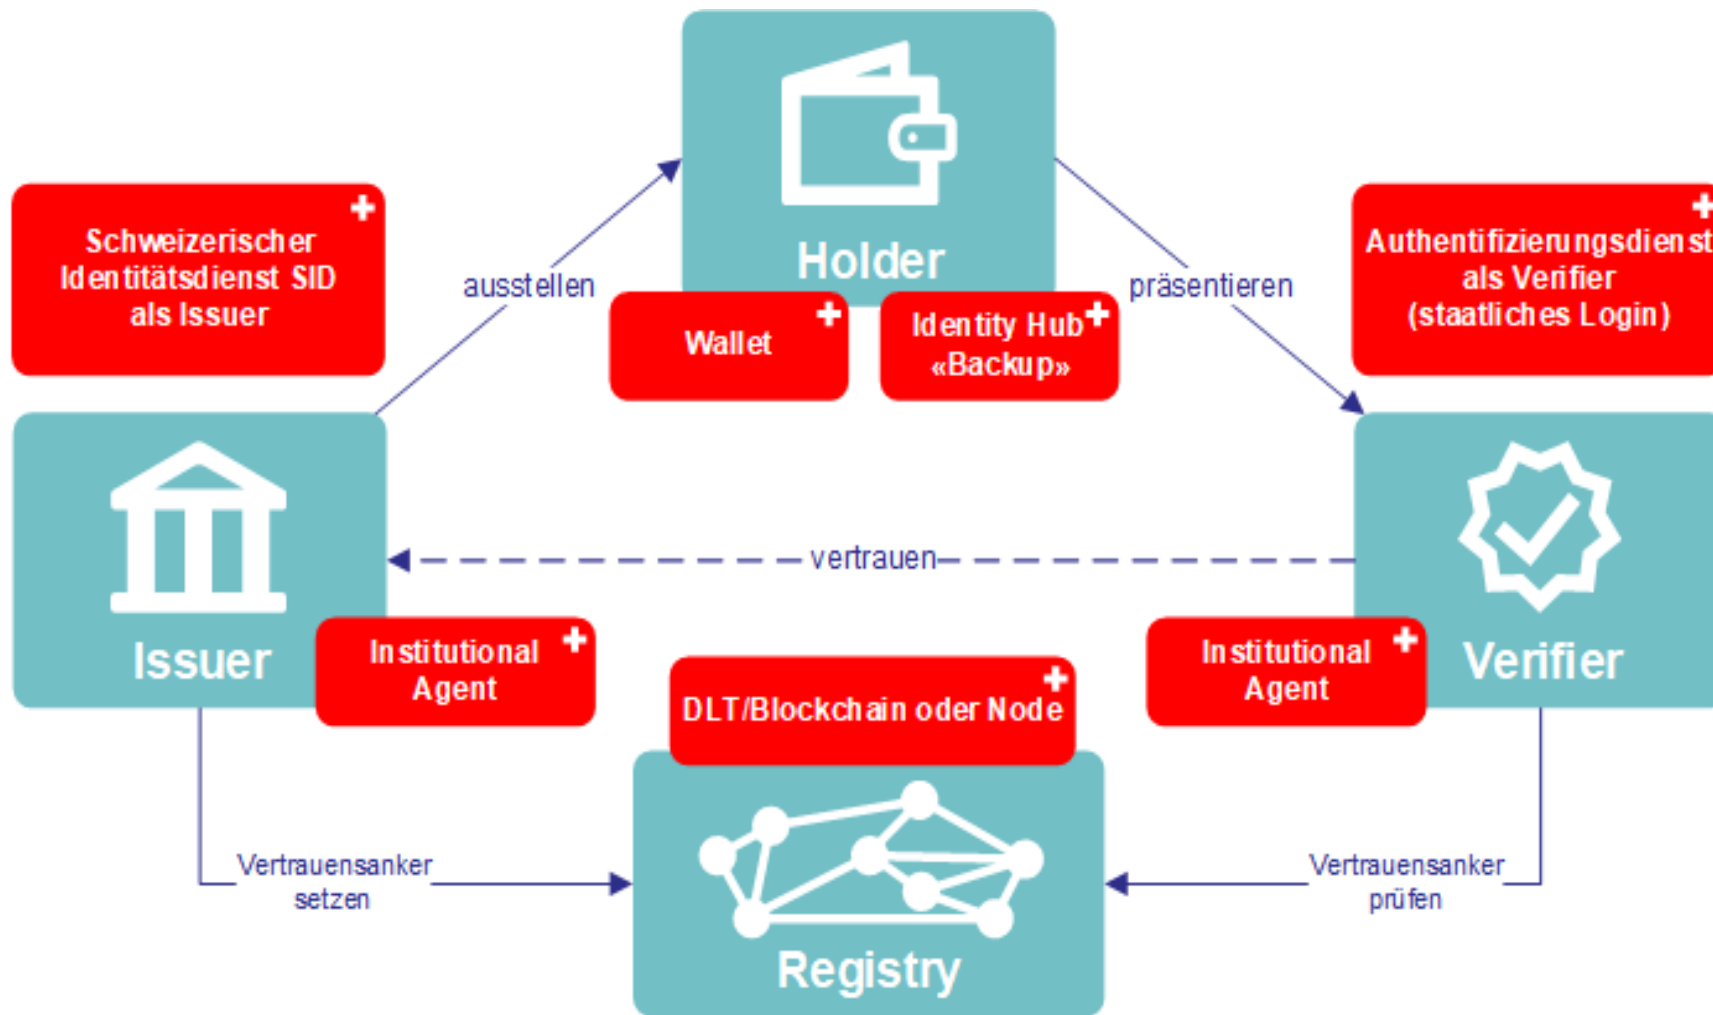 Holder
Wallet
Identity Hub
«Backup»
Schweizerischer
Identitätsdienst SID
als Issuer
ausstellen
präsentieren
Authentifizierungsdienst
als Verifier
(staatliches Login)
vertrauen
Issuer
Institutional
Agent
Institutional
Agent
Verifier
DLT/Blockchain oder Node
Vertrauensanker
setzen
Vertrauensanker
prüfen
Registry